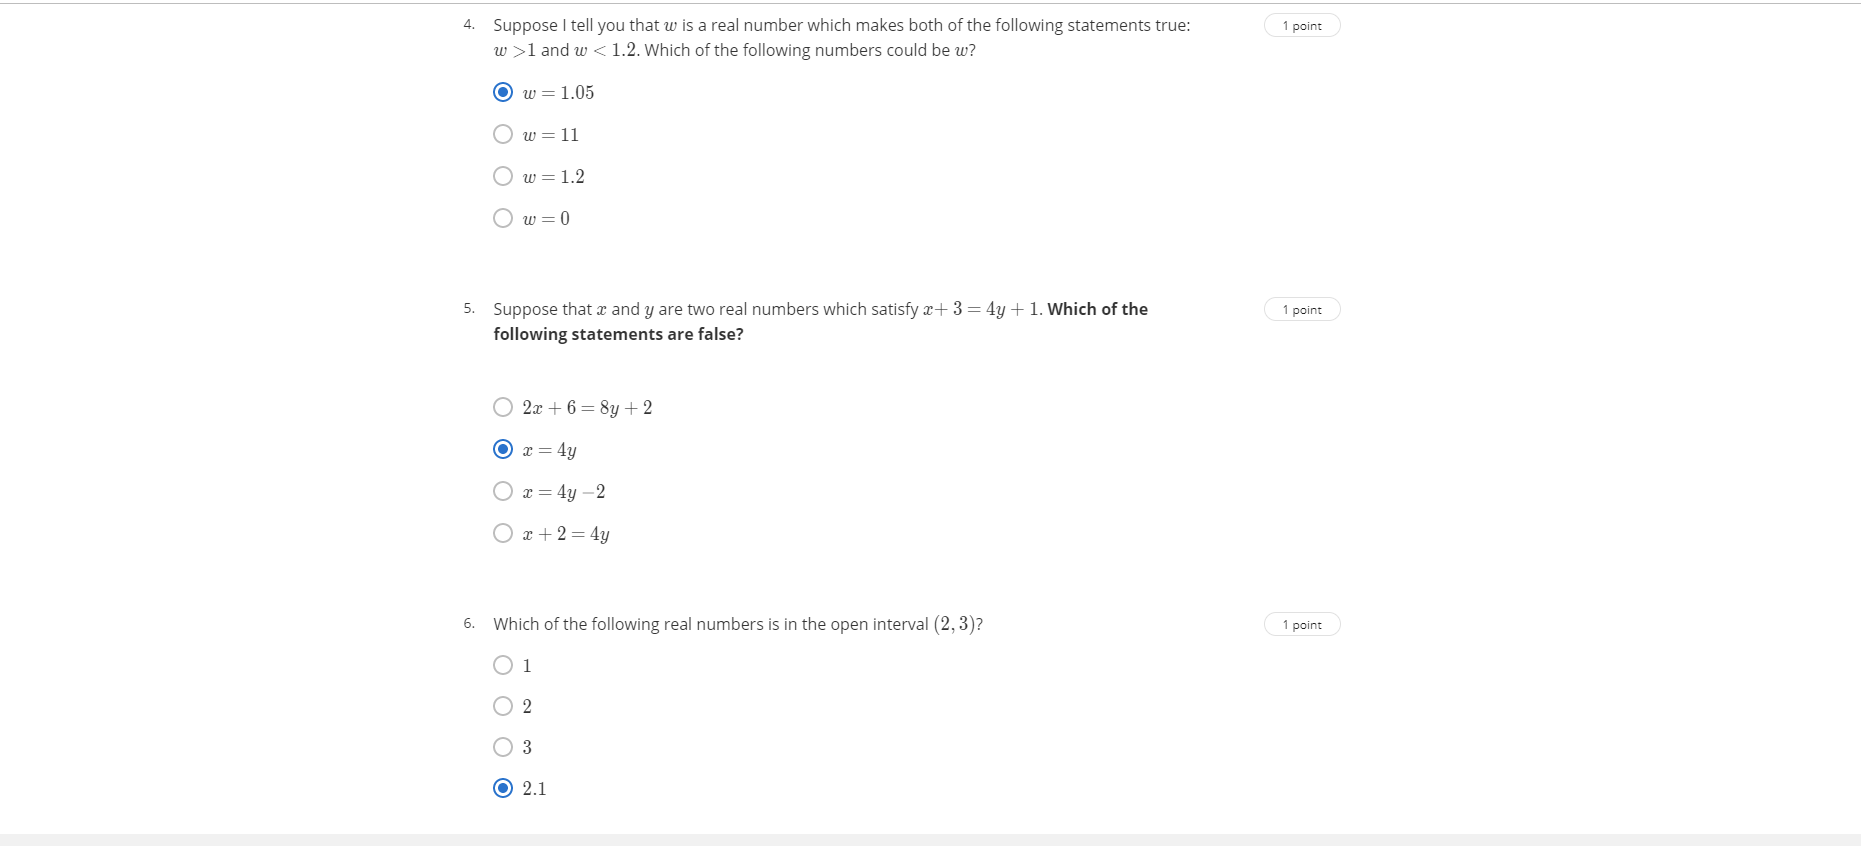 4. Suppose I tell you that w is a real number which makes both of the following statements true: 1 point
w >1 and w < 1.2. Which of the following numbers could be w?
w = 1.05
w = 11
w = 1.2
w = 0
5. Suppose that x and y are two real numbers which satisfy x+ 3 = 4y + 1. Which of the 1 point
following statements are false?
2x + 6 = 8y + 2
x = 4y
x = 4y −2
x + 2 = 4y
6. Which of the following real numbers is in the open interval (2, 3)? 1 point
1
2
3
2.1